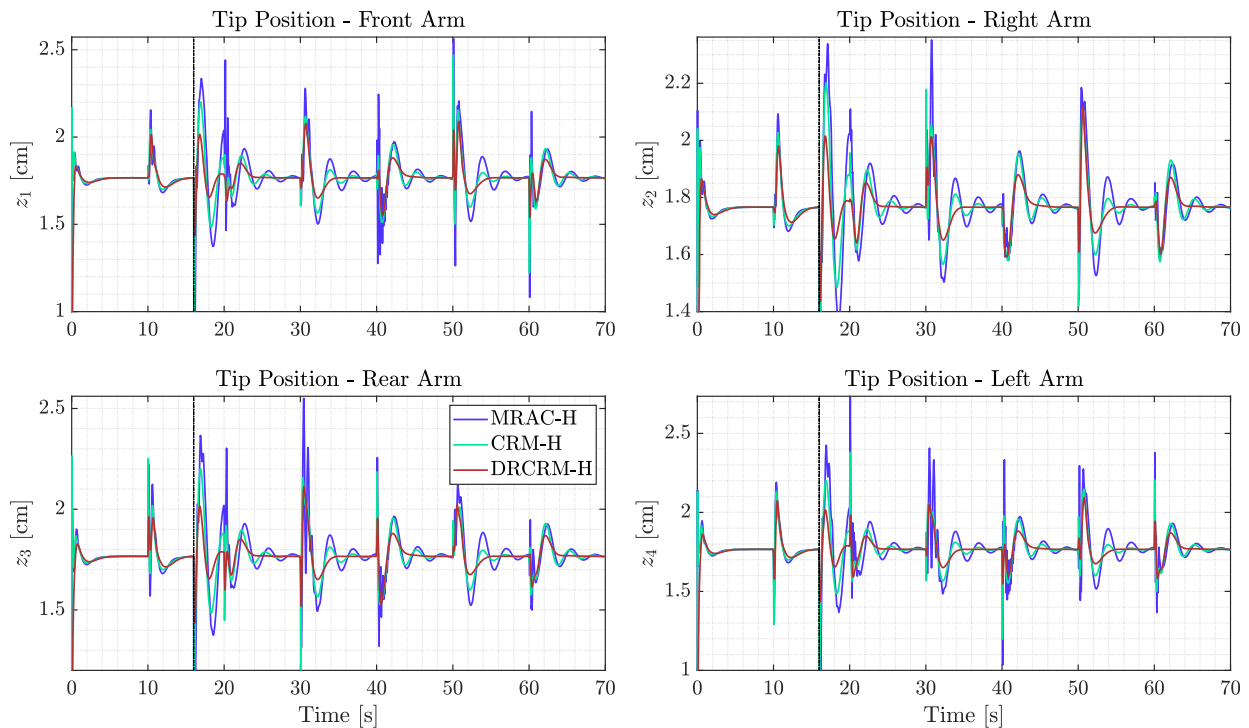 Tip Position - Front Arm
z1 [cm]
2.5
2
1.5
1
0 10 20 30 40 50 60 70
Tip Position - Right Arm
z2 [cm]
2.2
2
1.8
1.6
1.4
0 10 20 30 40 50 60 70
Tip Position - Rear Arm
z3 [cm]
2.5
2
1.5
MRAC-H
CRM-H
DRCRM-H
0 10 20 30 40 50 60 70
Time [s]
Tip Position - Left Arm
z4 [cm]
2.5
2
1.5
1
0 10 20 30 40 50 60 70
Time [s]